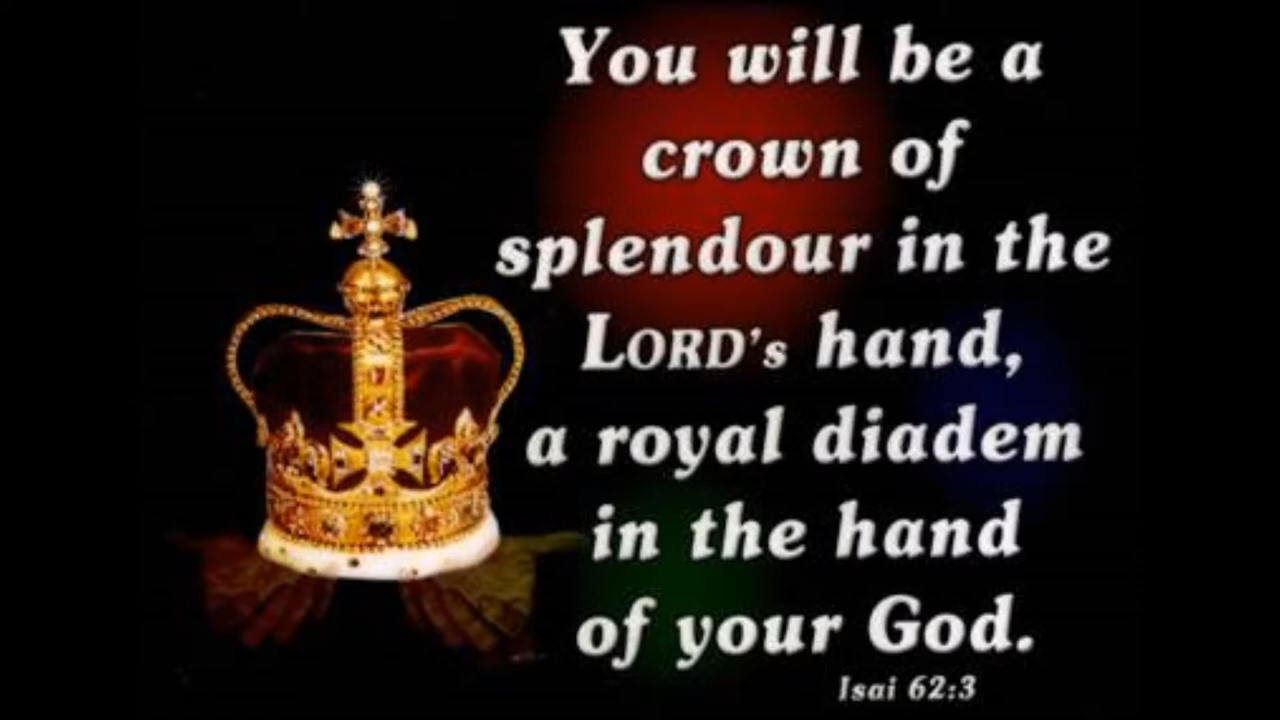 You will be a
crown of
splendour in the
LORD's hand,
a royal diadem
in the hand
of your God.
Isai 62:3